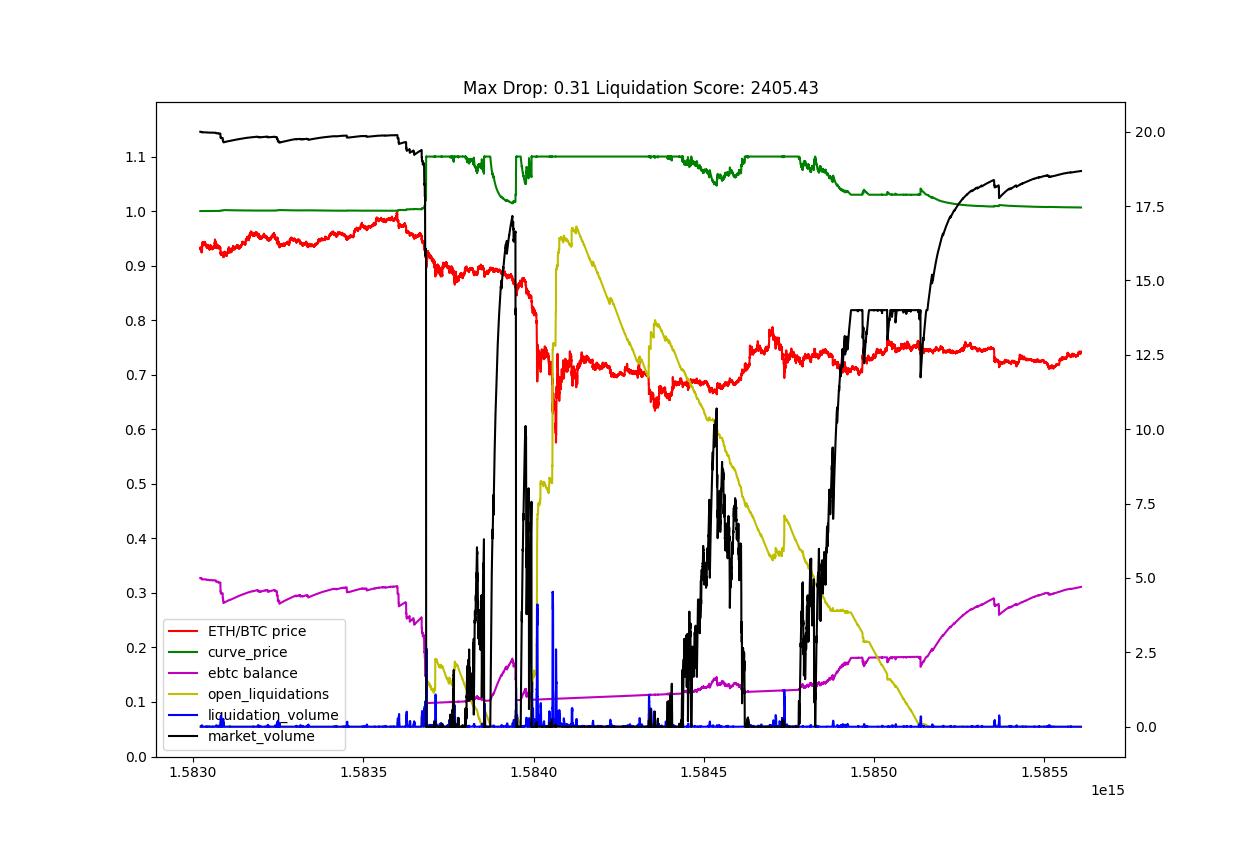 Max Drop: 0.31 Liquidation Score: 2405.43
1.1
1.0
0.9
0.8
0.7
0.6
0.5
0.4
0.3
0.2
0.1
0.0
20.0
17.5
15.0
12.5
10.0
7.5
5.0
2.5
0.0
ETH/BTC price
curve_price
ebtc balance
open_liquidations
liquidation_volume
market_volume
1.5830 1.5835 1.5840 1.5845 1.5850 1.5855
1e15